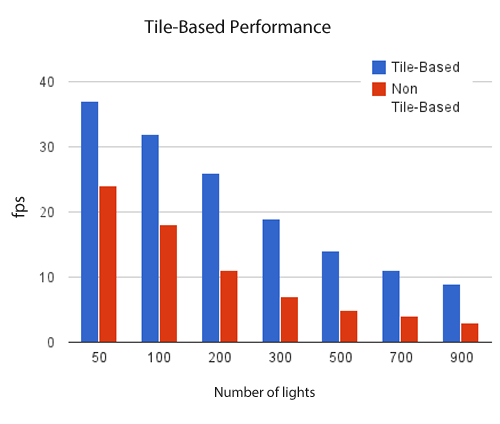 Tile-Based Performance
Tile-Based
Non
Tile-Based
fps
40
30
20
10
0
50 100 200 300 500 700 900
Number of lights